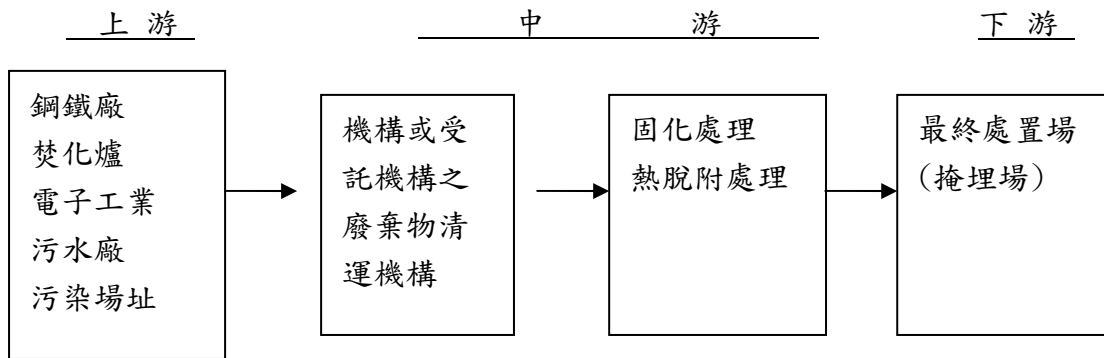 上 游
中 游
下 游
鋼鐵廠
焚化爐
電子工業
污水廠
污染場址
機構或受
託機構之
廢棄物清
運機構
固化處理
熱脫附處理
最終處置場
(掩埋場)